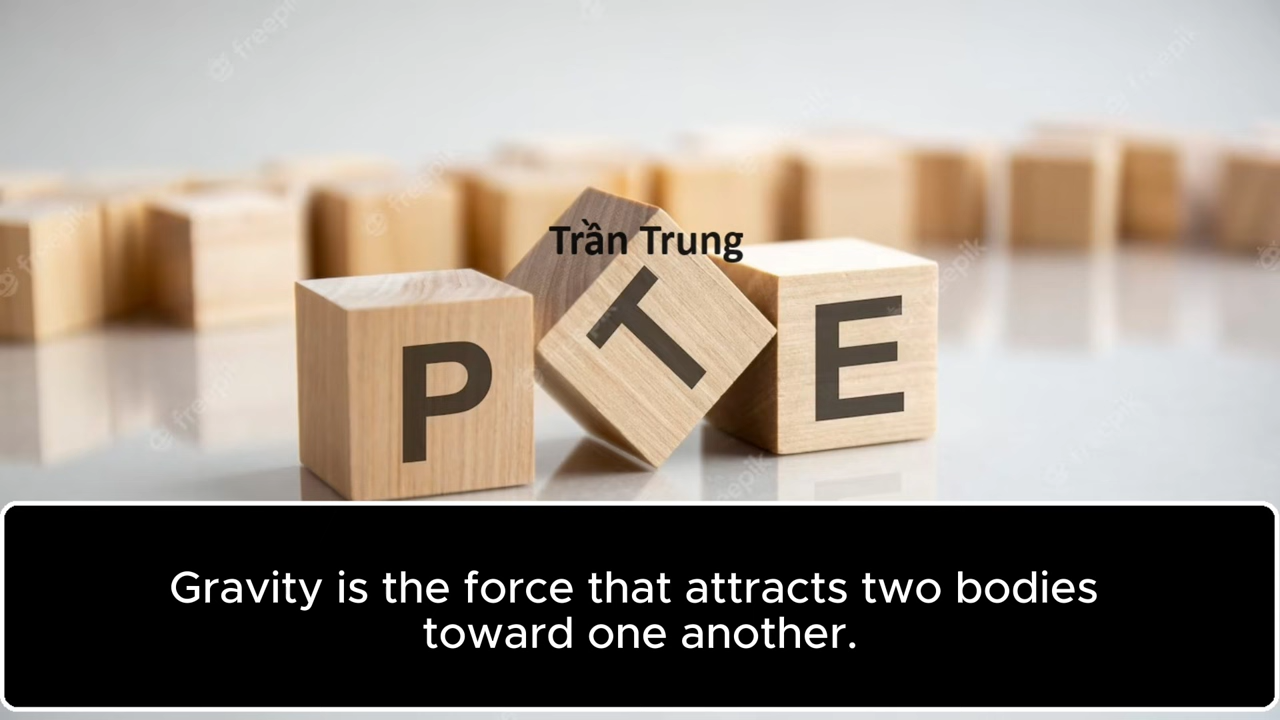 Trần Trung
P T E
Gravity is the force that attracts two bodies
toward one another.